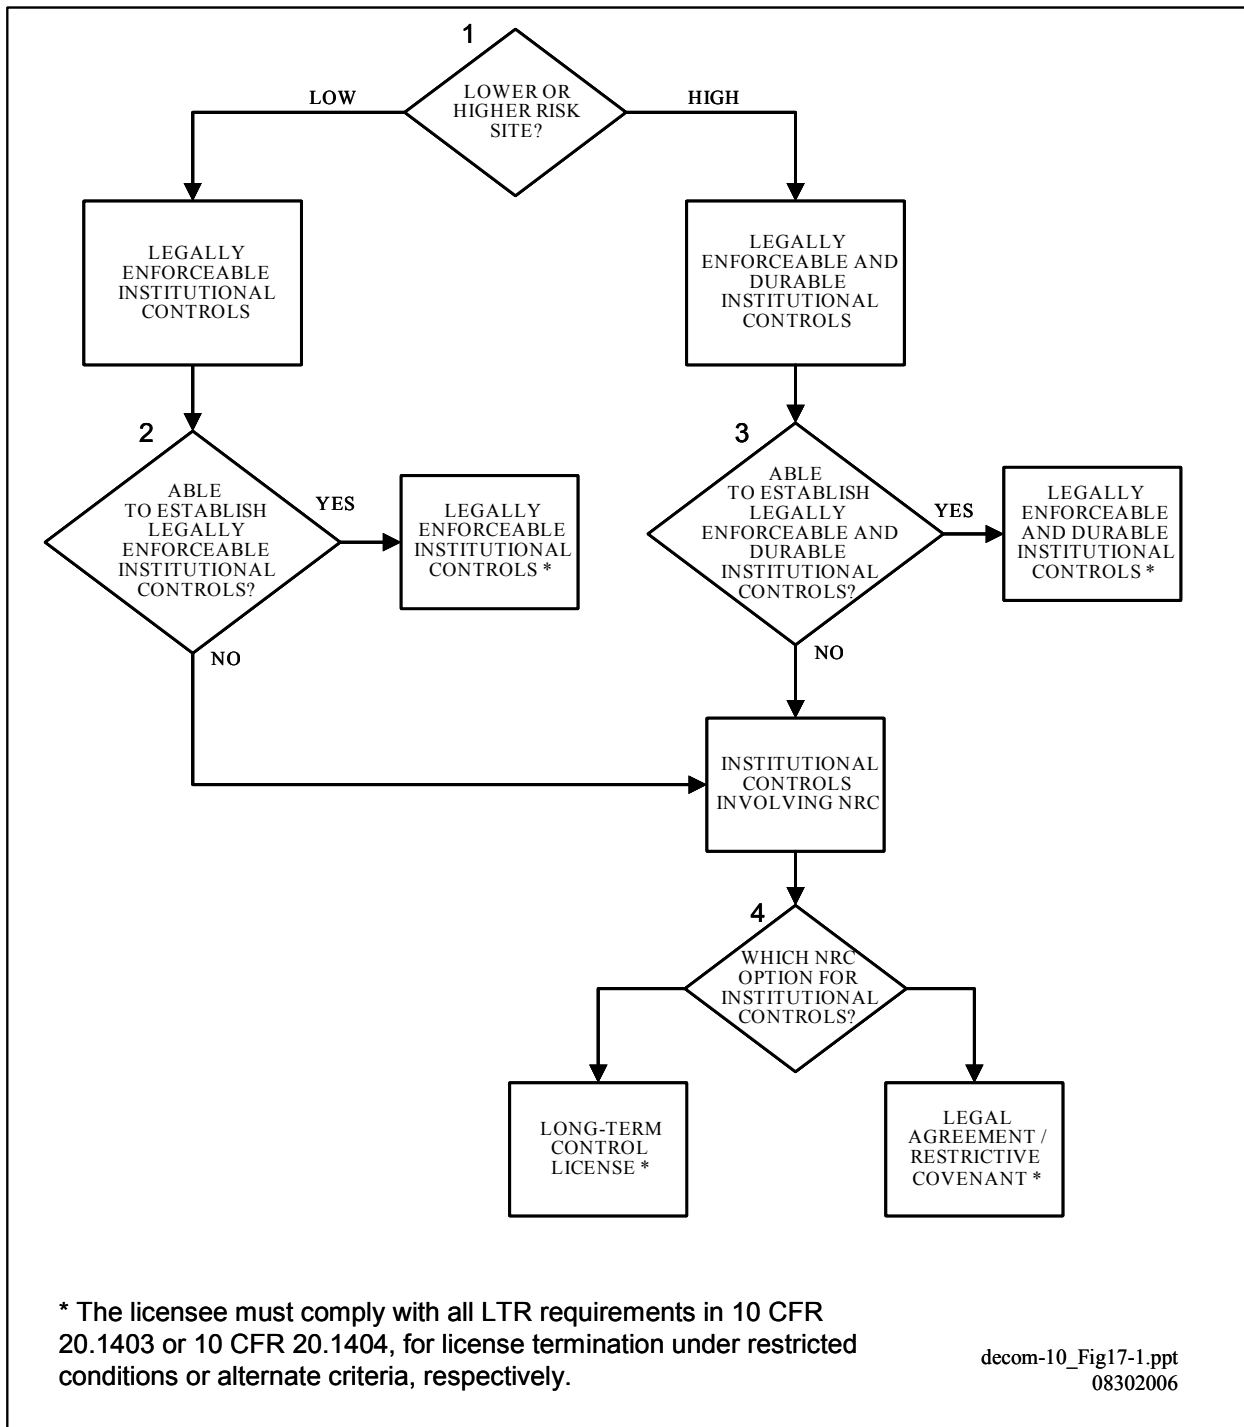 1
LOWER OR
HIGHER RISK
SITE?
LOW
HIGH
LEGALLY
ENFORCEABLE
INSTITUTIONAL
CONTROLS
LEGALLY
ENFORCEABLE AND
DURABLE
INSTITUTIONAL
CONTROLS
2
ABLE
TO ESTABLISH
LEGALLY
ENFORCEABLE
INSTITUTIONAL
CONTROLS?
YES
LEGALLY
ENFORCEABLE
INSTITUTIONAL
CONTROLS *
NO
3
ABLE
TO ESTABLISH
LEGALLY
ENFORCEABLE AND
DURABLE
INSTITUTIONAL
CONTROLS?
YES
LEGALLY
ENFORCEABLE
AND DURABLE
INSTITUTIONAL
CONTROLS *
NO
INSTITUTIONAL
CONTROLS
INVOLVING NRC
4
WHICH NRC
OPTION FOR
INSTITUTIONAL
CONTROLS?
LONG-TERM
CONTROL
LICENSE *
LEGAL
AGREEMENT /
RESTRICTIVE
COVENANT *
* The licensee must comply with all LTR requirements in 10 CFR
20.1403 or 10 CFR 20.1404, for license termination under restricted
conditions or alternate criteria, respectively.
decom-10_Fig17-1.ppt
08302006